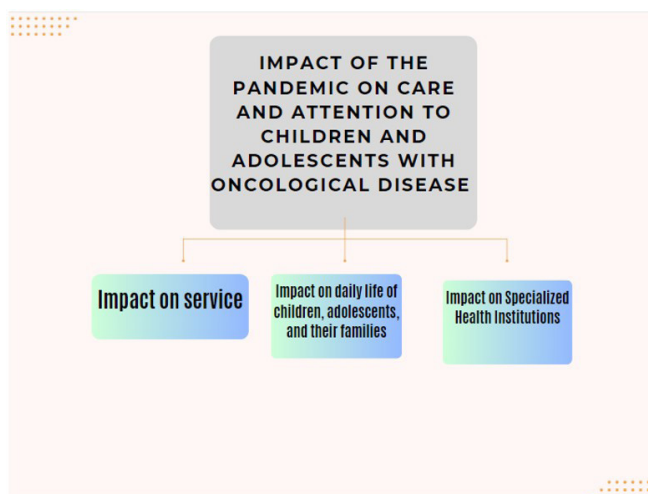 IMPACT OF THE
PANDEMIC ON CARE
AND ATTENTION TO
CHILDREN AND
ADOLESCENTS WITH
ONCOLOGICAL DISEASE
Impact on service
Impact on daily life of
children, adolescents,
and their families
Impact on Specialized
Health Institutions